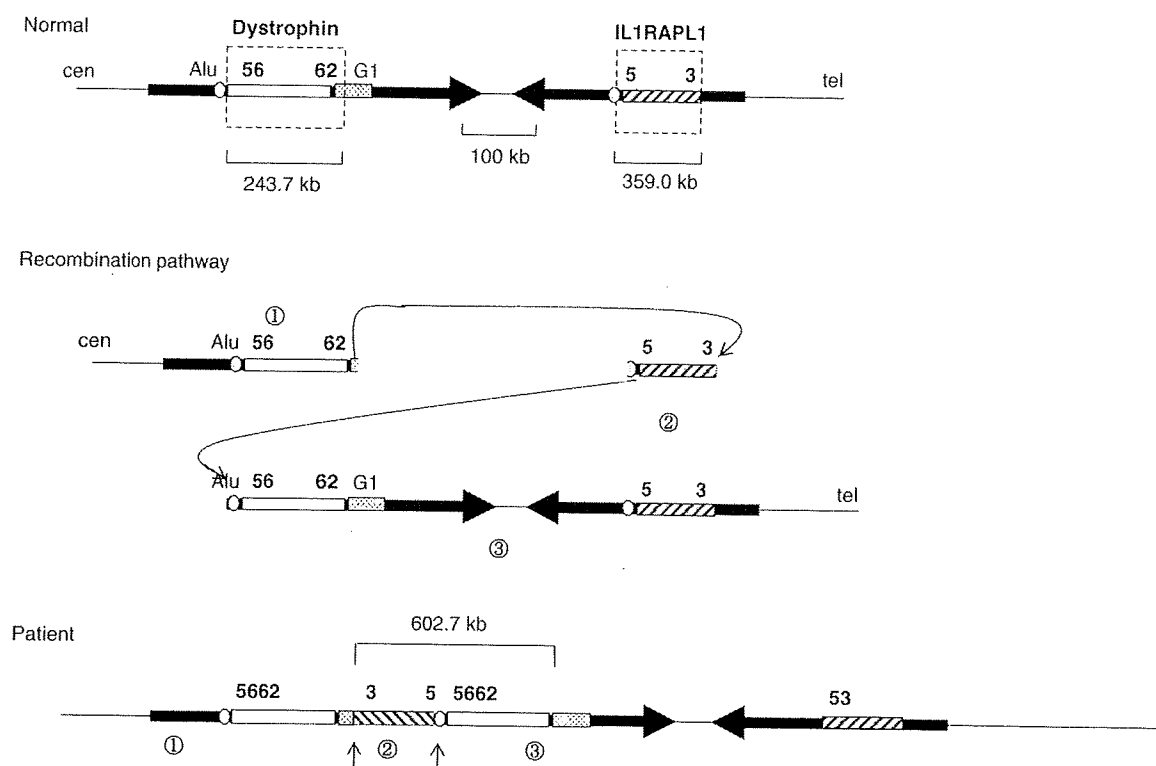 Normal
Dystrophin
IL1RAPL1
cen
Alu
56
62
G1
5
3
tel
243.7 kb
100 kb
359.0 kb
Recombination pathway
①
cen
Alu
56
62
5
3
②
Alu
56
62
G1
5
3
tel
③
Patient
602.7 kb
5662
3
5
5662
53
①
②
③